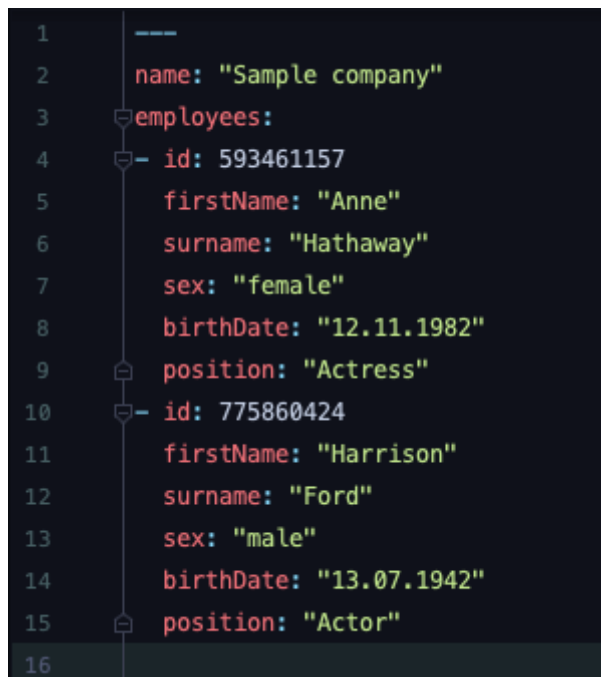 1 ---
2 name: "Sample company"
3 employees:
4 - id: 593461157
5 firstName: "Anne"
6 surname: "Hathaway"
7 sex: "female"
8 birthDate: "12.11.1982"
9 position: "Actress"
10 - id: 775860424
11 firstName: "Harrison"
12 surname: "Ford"
13 sex: "male"
14 birthDate: "13.07.1942"
15 position: "Actor"
16